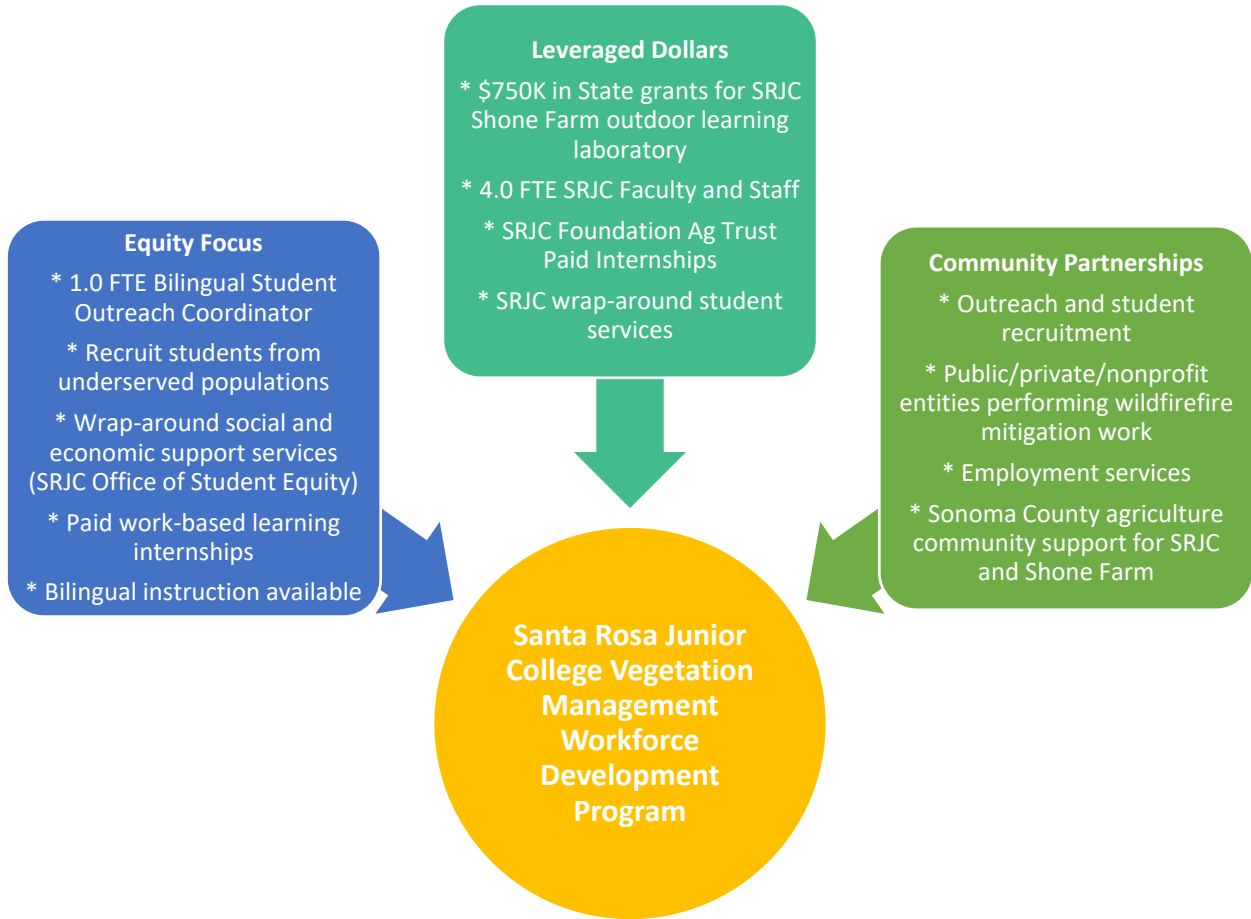 Leveraged Dollars
* $750K in State grants for SRJC
Shone Farm outdoor learning
laboratory
* 4.0 FTE SRJC Faculty and Staff
* SRJC Foundation Ag Trust
Paid Internships
* SRJC wrap-around student
services
Equity Focus
* 1.0 FTE Bilingual Student
Outreach Coordinator
* Recruit students from
underserved populations
* Wrap-around social and
economic support services
(SRJC Office of Student Equity)
* Paid work-based learning
internships
* Bilingual instruction available
Community Partnerships
* Outreach and student
recruitment
* Public/private/nonprofit
entities performing wildfirefire
mitigation work
* Employment services
* Sonoma County agriculture
community support for SRJC
and Shone Farm
Santa Rosa Junior
College Vegetation
Management
Workforce
Development
Program